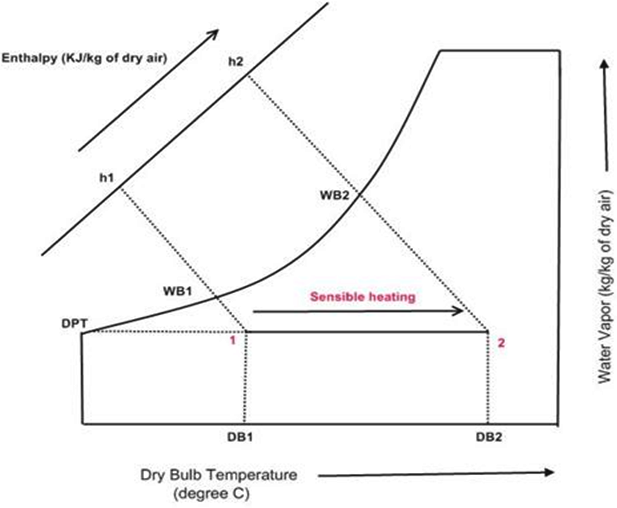 Enthalpy (KJ/kg of dry air)
h2
h1
WB2
WB1
Sensible heating
DPT
1
2
DB1
DB2
Dry Bulb Temperature
(degree C)
Water Vapor (kg/kg of dry air)